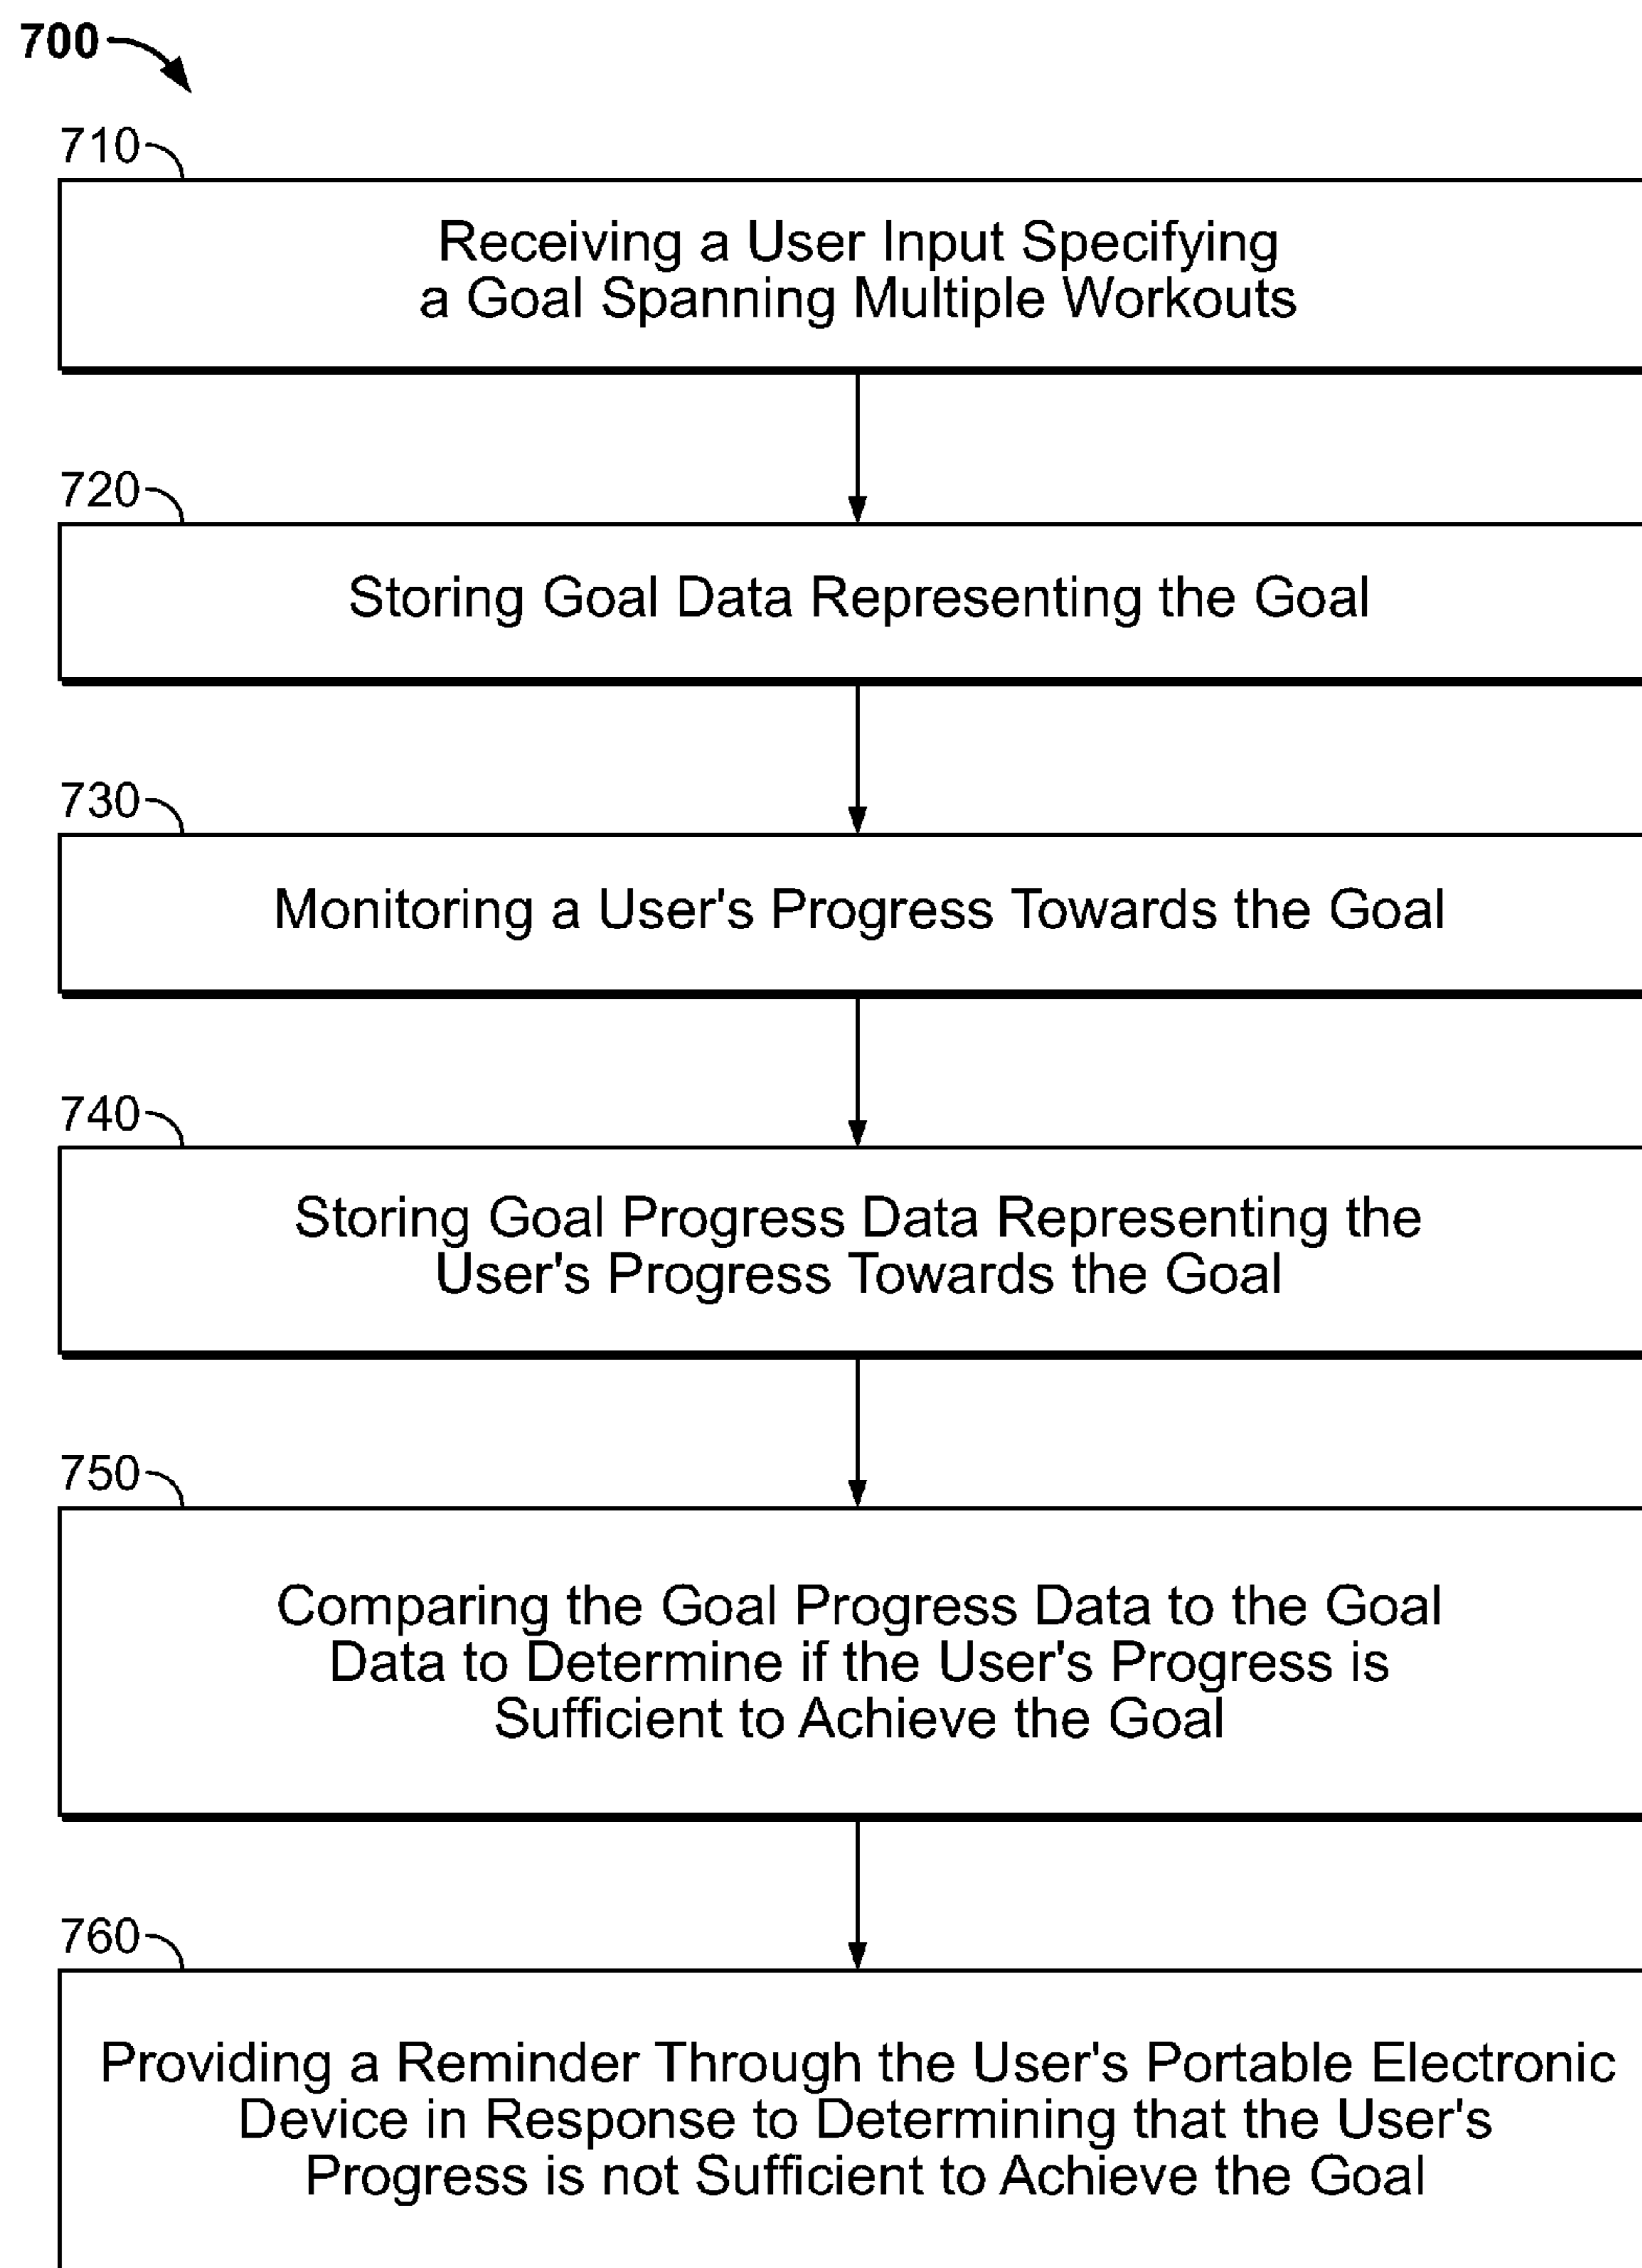 700
710
Receiving a User Input Specifying
a Goal Spanning Multiple Workouts
720
Storing Goal Data Representing the Goal
730
Monitoring a User's Progress Towards the Goal
740
Storing Goal Progress Data Representing the
User's Progress Towards the Goal
750
Comparing the Goal Progress Data to the Goal
Data to Determine if the User's Progress is
Sufficient to Achieve the Goal
760
Providing a Reminder Through the User's Portable Electronic
Device in Response to Determining that the User's
Progress is not Sufficient to Achieve the Goal